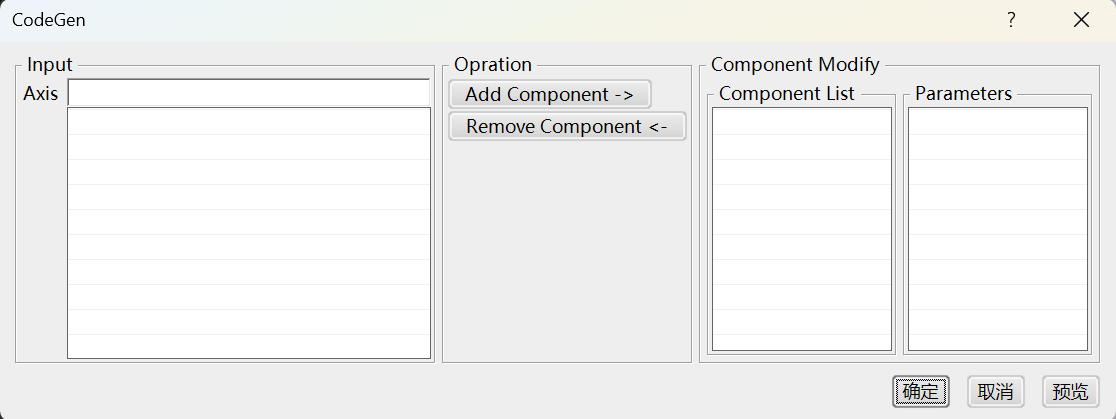 CodeGen
?
Input
Axis
Opration
Add Component ->
Remove Component <-
Component Modify
Component List
Parameters
确定
取消
预览